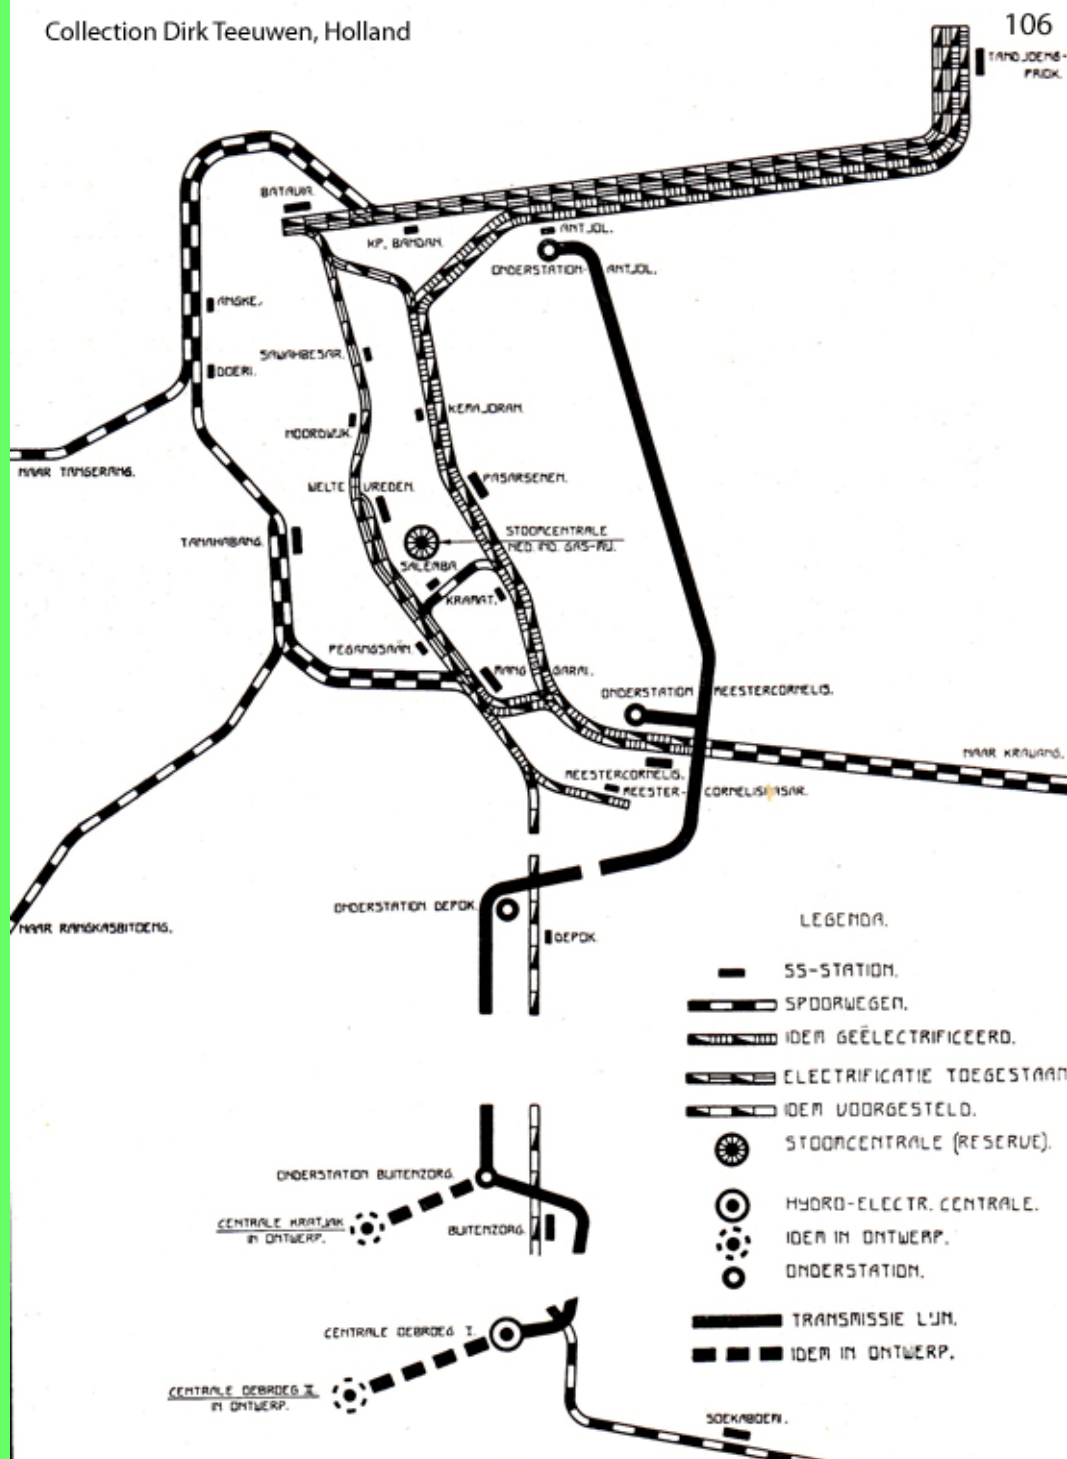 Collection Dirk Teeuwen, Holland
106
TANDJOENG-
PRIOK.
BATAVIA.
KP. BANDAN.
ANTJOL.
ONDERSTATION-ANTJOL.
ANGKE.
SAWAHBESAR.
DOERI.
KEMAJORAN.
NOORDWIJK.
NAAR TANGERANG.
WELTEVREDEN.
PASARSENEN.
TANAHABANG.
STOOMCENTRALE
NED. IND. GAS-MIJ.
SALEMBA.
KRAMAT.
PEGANGSAÄN.
MANGGARAI.
ONDERSTATION MEESTERCORNELIS.
NAAR KRAWANG.
MEESTERCORNELIS.
MEESTER-CORNELISPASAR.
ONDERSTATION DEPOK.
DEPOK.
NAAR RANGKASBITOENG.
LEGENDA.
SS-STATION.
SPOORWEGEN.
IDEM GEËLECTRIFICEERD.
ELECTRIFICATIE TOEGESTAAN
IDEM VOORGESTELD.
STOOMCENTRALE (RESERVE).
ONDERSTATION BUITENZORG.
HYDRO-ELECTR. CENTRALE.
CENTRALE KRATJAK
IN ONTWERP.
BUITENZORG.
IDEM IN ONTWERP.
ONDERSTATION.
TRANSMISSIE LIJN.
CENTRALE OEBROEG I.
IDEM IN ONTWERP.
CENTRALE OEBROEG II
IN ONTWERP.
SOEKABOEMI.